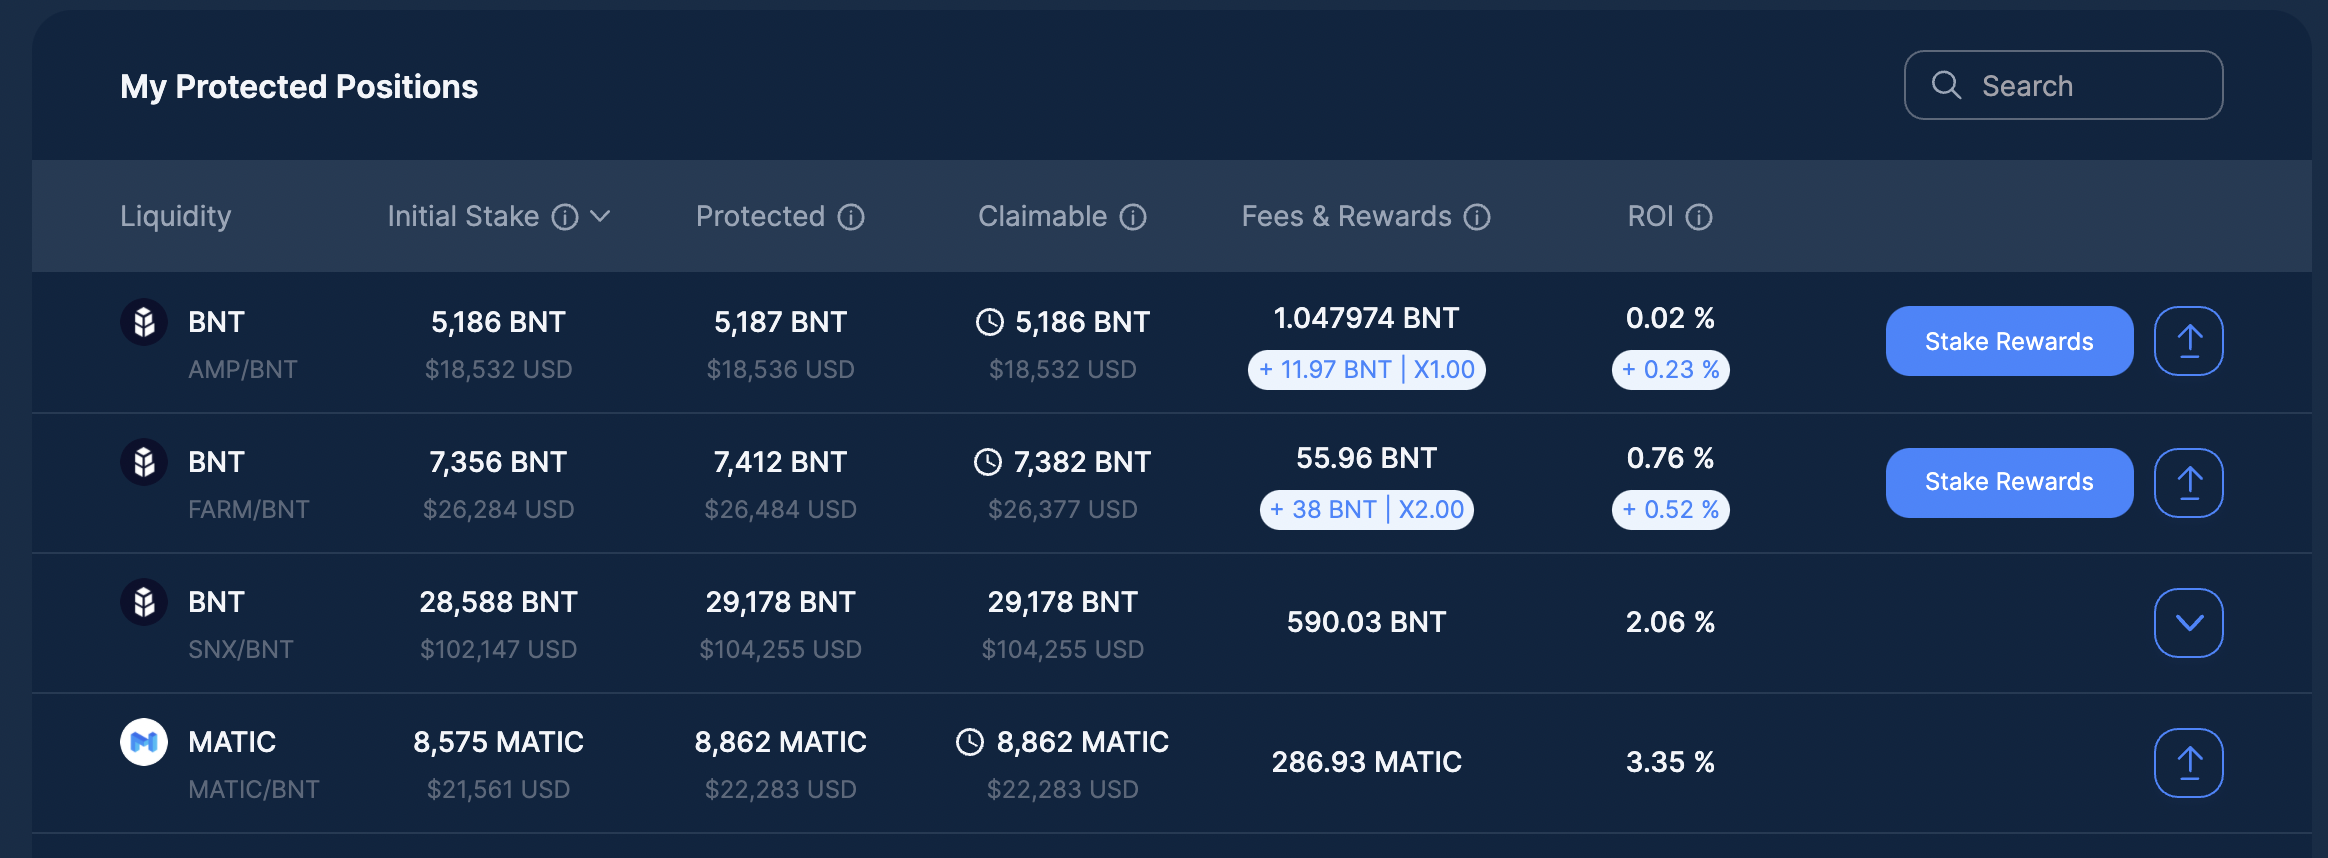 My Protected Positions
Search
Liquidity Initial Stake Protected Claimable Fees & Rewards ROI
BNT 5,186 BNT 5,187 BNT 5,186 BNT 1.047974 BNT 0.02 %
Stake Rewards
AMP/BNT $18,532 USD $18,536 USD $18,532 USD + 11.97 BNT | X1.00 + 0.23 %
BNT 7,356 BNT 7,412 BNT 7,382 BNT 55.96 BNT 0.76 %
Stake Rewards
FARM/BNT $26,284 USD $26,484 USD $26,377 USD + 38 BNT | X2.00 + 0.52 %
BNT 28,588 BNT 29,178 BNT 29,178 BNT
590.03 BNT 2.06 %
SNX/BNT $102,147 USD $104,255 USD $104,255 USD
MATIC 8,575 MATIC 8,862 MATIC 8,862 MATIC
286.93 MATIC 3.35 %
MATIC/BNT $21,561 USD $22,283 USD $22,283 USD